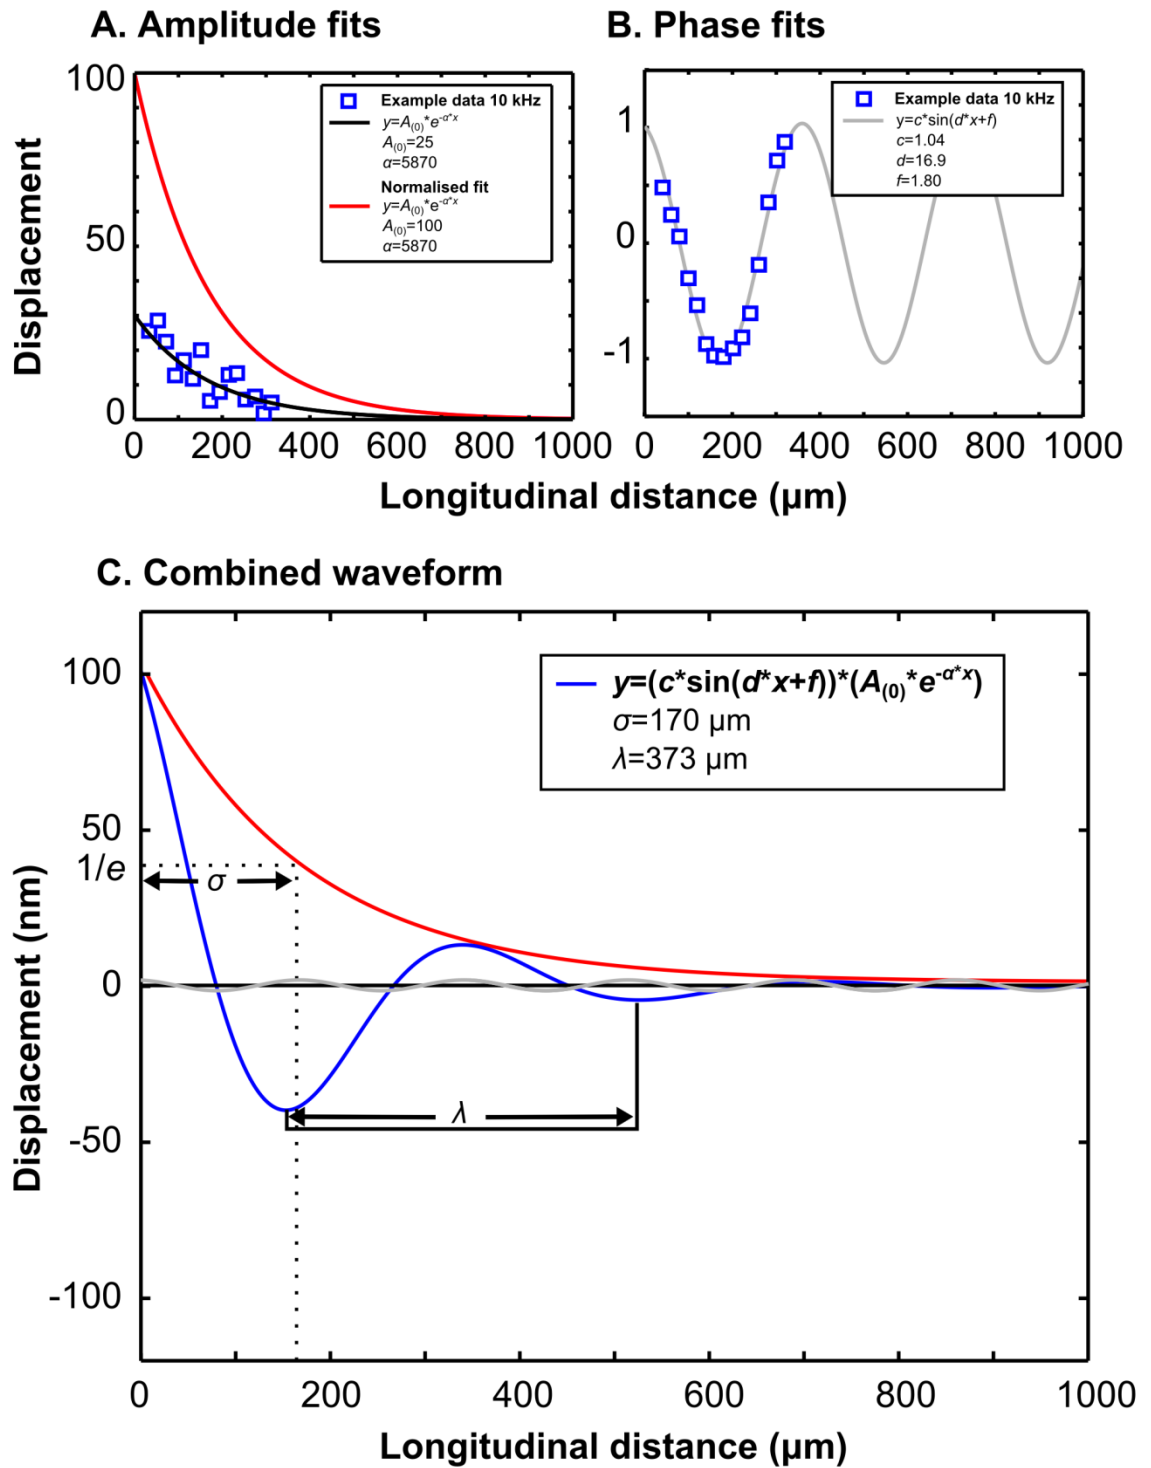 A. Amplitude fits
B. Phase fits
Displacement
100
50
0
Example data 10 kHz
y=A(0)*e-α*x
A(0)=25
α=5870
Normalised fit
y=A(0)*e-α*x
A(0)=100
α=5870
0 200 400 600 800 1000
1
0
-1
Example data 10 kHz
y=c*sin(d*x+f)
c=1.04
d=16.9
f=1.80
0 200 400 600 800 1000
Longitudinal distance (µm)
C. Combined waveform
Displacement (nm)
100
50
1/e
0
-50
-100
y=(c*sin(d*x+f))*(A(0)*e-α*x)
σ=170 µm
λ=373 µm
σ
λ
0 200 400 600 800 1000
Longitudinal distance (µm)